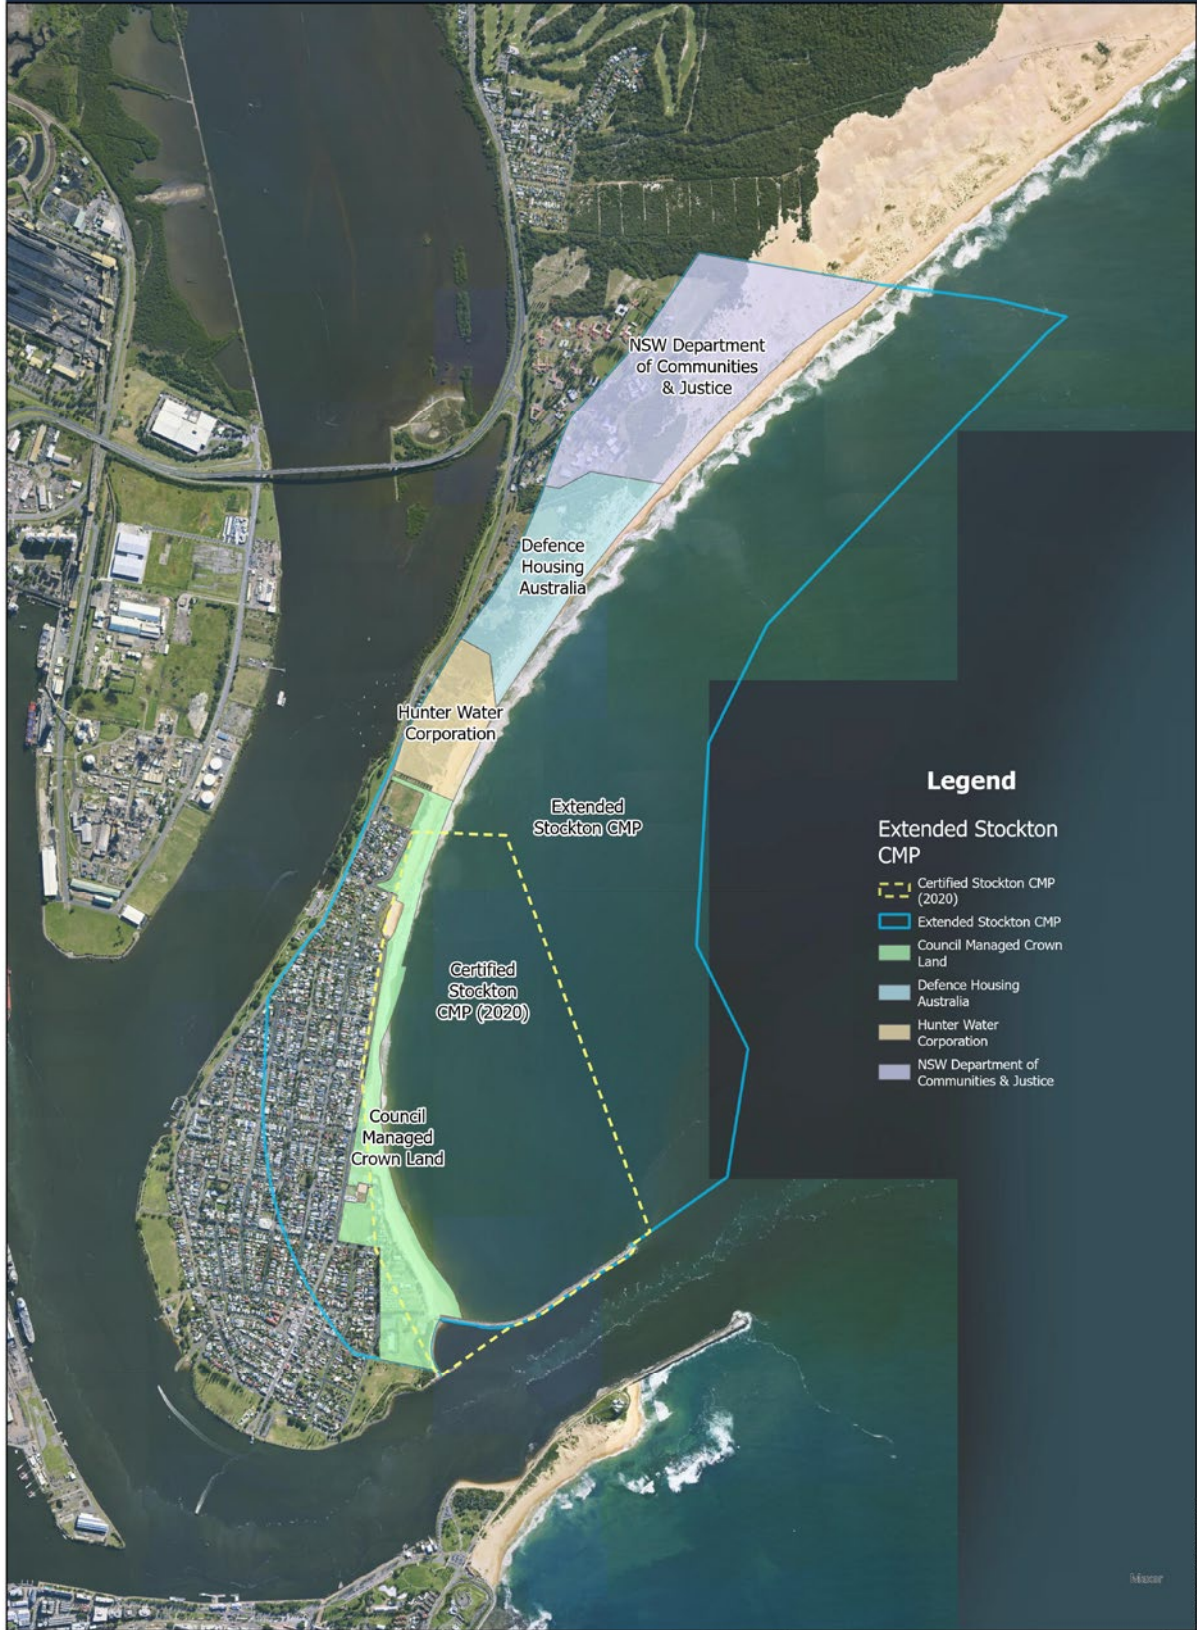 NSW Department
of Communities
& Justice
Defence
Housing
Australia
Hunter Water
Corporation
Extended
Stockton CMP
Certified
Stockton
CMP (2020)
Council
Managed
Crown Land
Legend
Extended Stockton
CMP
Certified Stockton CMP
(2020)
Extended Stockton CMP
Council Managed Crown
Land
Defence Housing
Australia
Hunter Water
Corporation
NSW Department of
Communities & Justice
Maxar